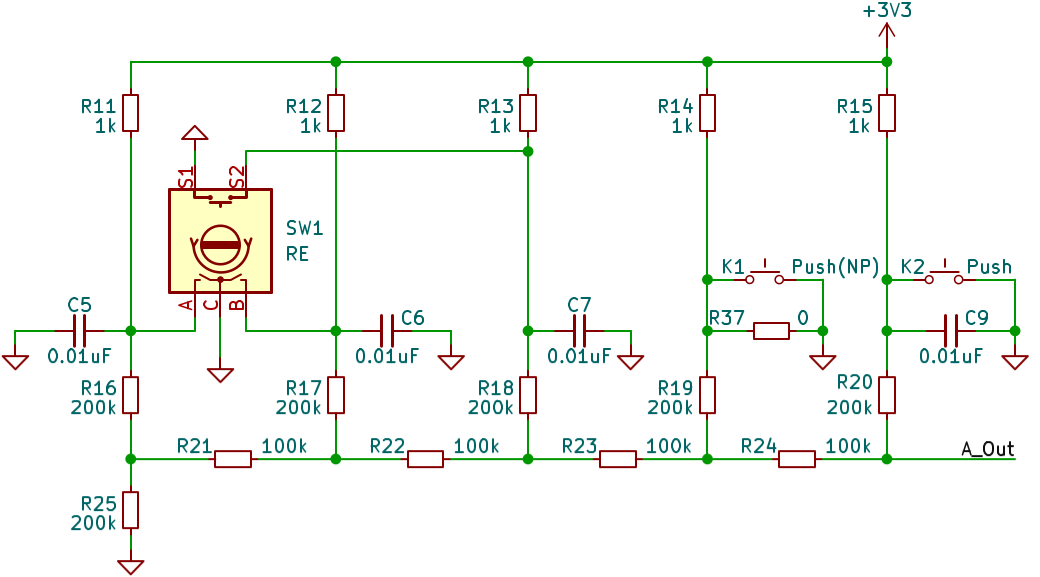 +3V3
R11
1k
R12
1k
R13
1k
R14
1k
R15
1k
S1
S2
SW1
RE
A
C
B
K1
Push(NP)
K2
Push
C5
0.01uF
C6
0.01uF
C7
0.01uF
R37
0
C9
0.01uF
R16
200k
R17
200k
R18
200k
R19
200k
R20
200k
R21
100k
R22
100k
R23
100k
R24
100k
A_Out
R25
200k